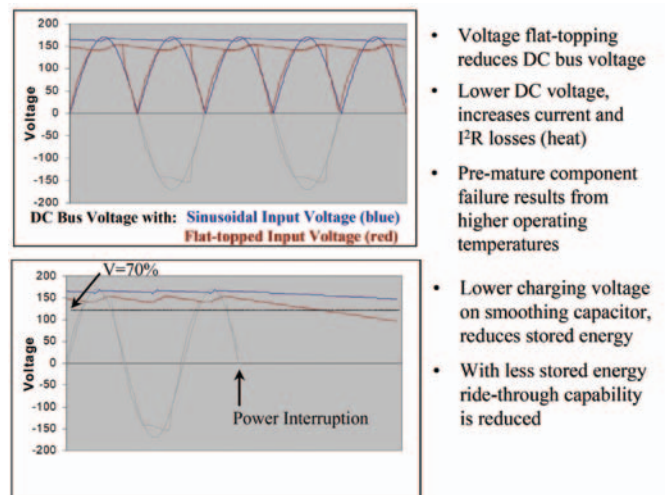 200
150
100
50
0
-50
-100
-150
-200
Voltage
DC Bus Voltage with: Sinusoidal Input Voltage (blue)
Flat-topped Input Voltage (red)
V=70%
200
150
100
50
0
-50
-100
-150
-200
Voltage
Power Interruption
• Voltage flat-topping
reduces DC bus voltage
• Lower DC voltage,
increases current and
I²R losses (heat)
• Pre-mature component
failure results from
higher operating
temperatures
• Lower charging voltage
on smoothing capacitor,
reduces stored energy
• With less stored energy
ride-through capability
is reduced